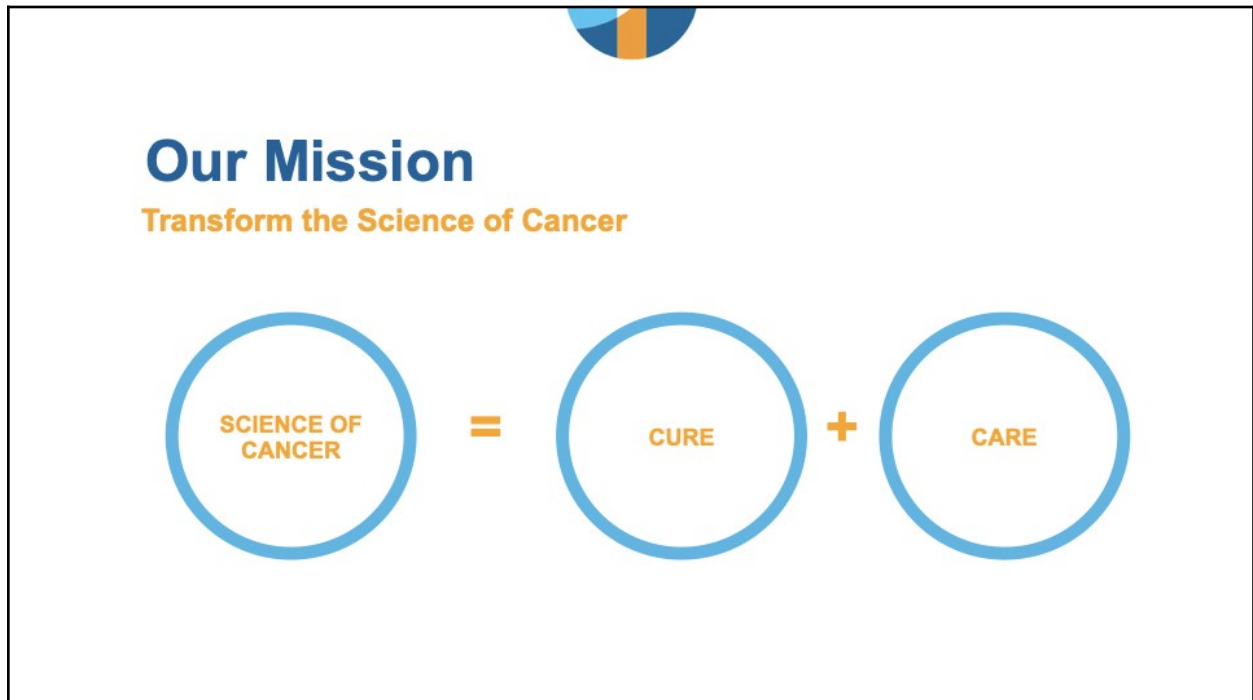 Our Mission
Transform the Science of Cancer
SCIENCE OF
CANCER
=
CURE
+
CARE